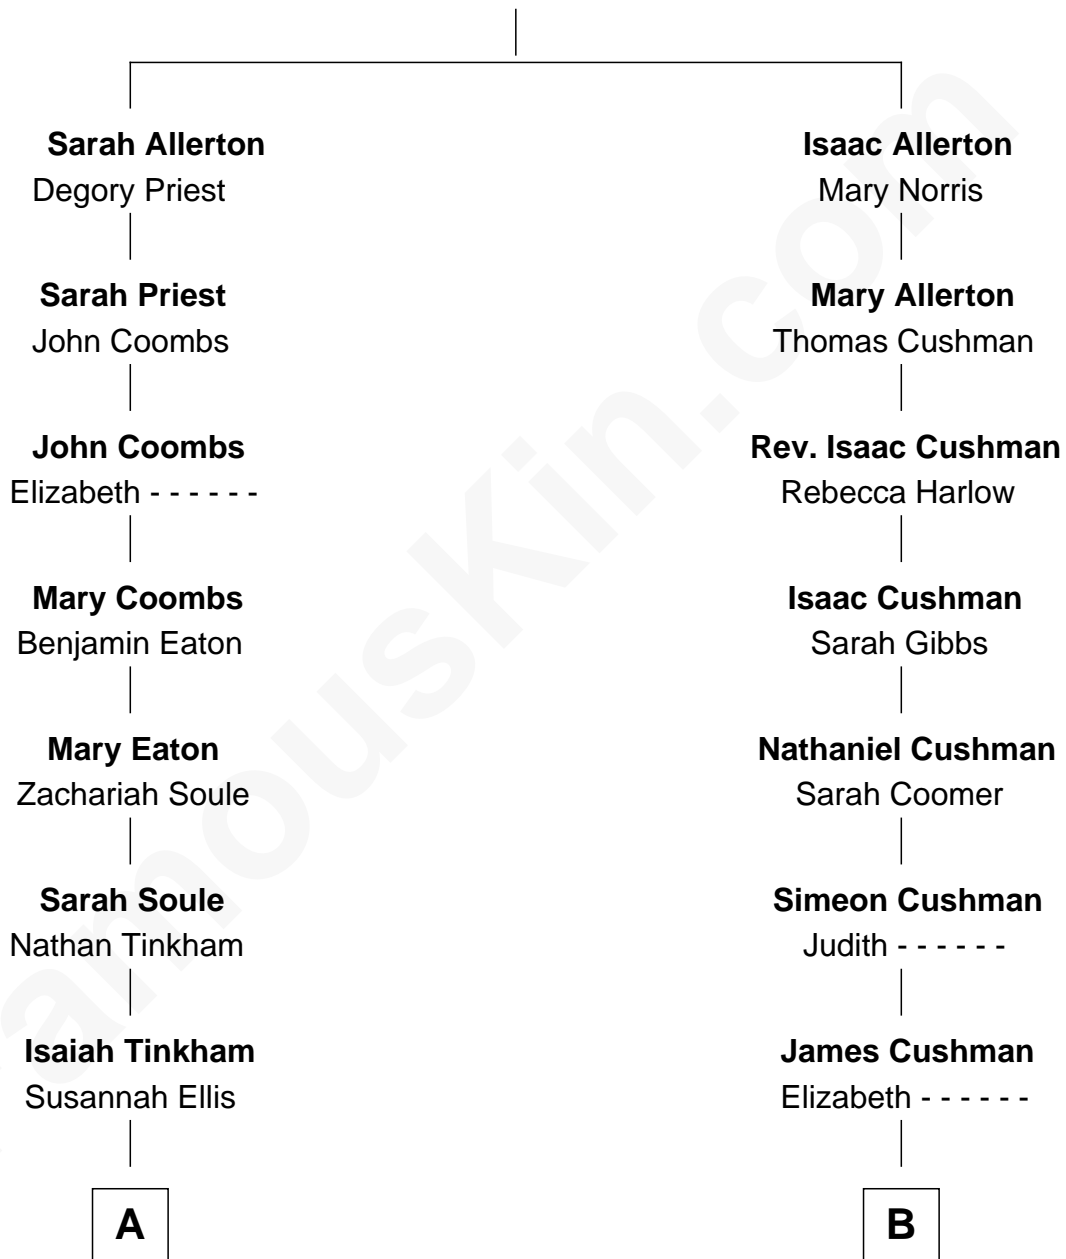 Sarah Allerton
Degory Priest
Sarah Priest
John Coombs
John Coombs
Elizabeth - - - - - -
Mary Coombs
Benjamin Eaton
Mary Eaton
Zachariah Soule
Sarah Soule
Nathan Tinkham
Isaiah Tinkham
Susannah Ellis
A
Isaac Allerton
Mary Norris
Mary Allerton
Thomas Cushman
Rev. Isaac Cushman
Rebecca Harlow
Isaac Cushman
Sarah Gibbs
Nathaniel Cushman
Sarah Coomer
Simeon Cushman
Judith - - - - - -
James Cushman
Elizabeth - - - - - -
B
amouskin.com